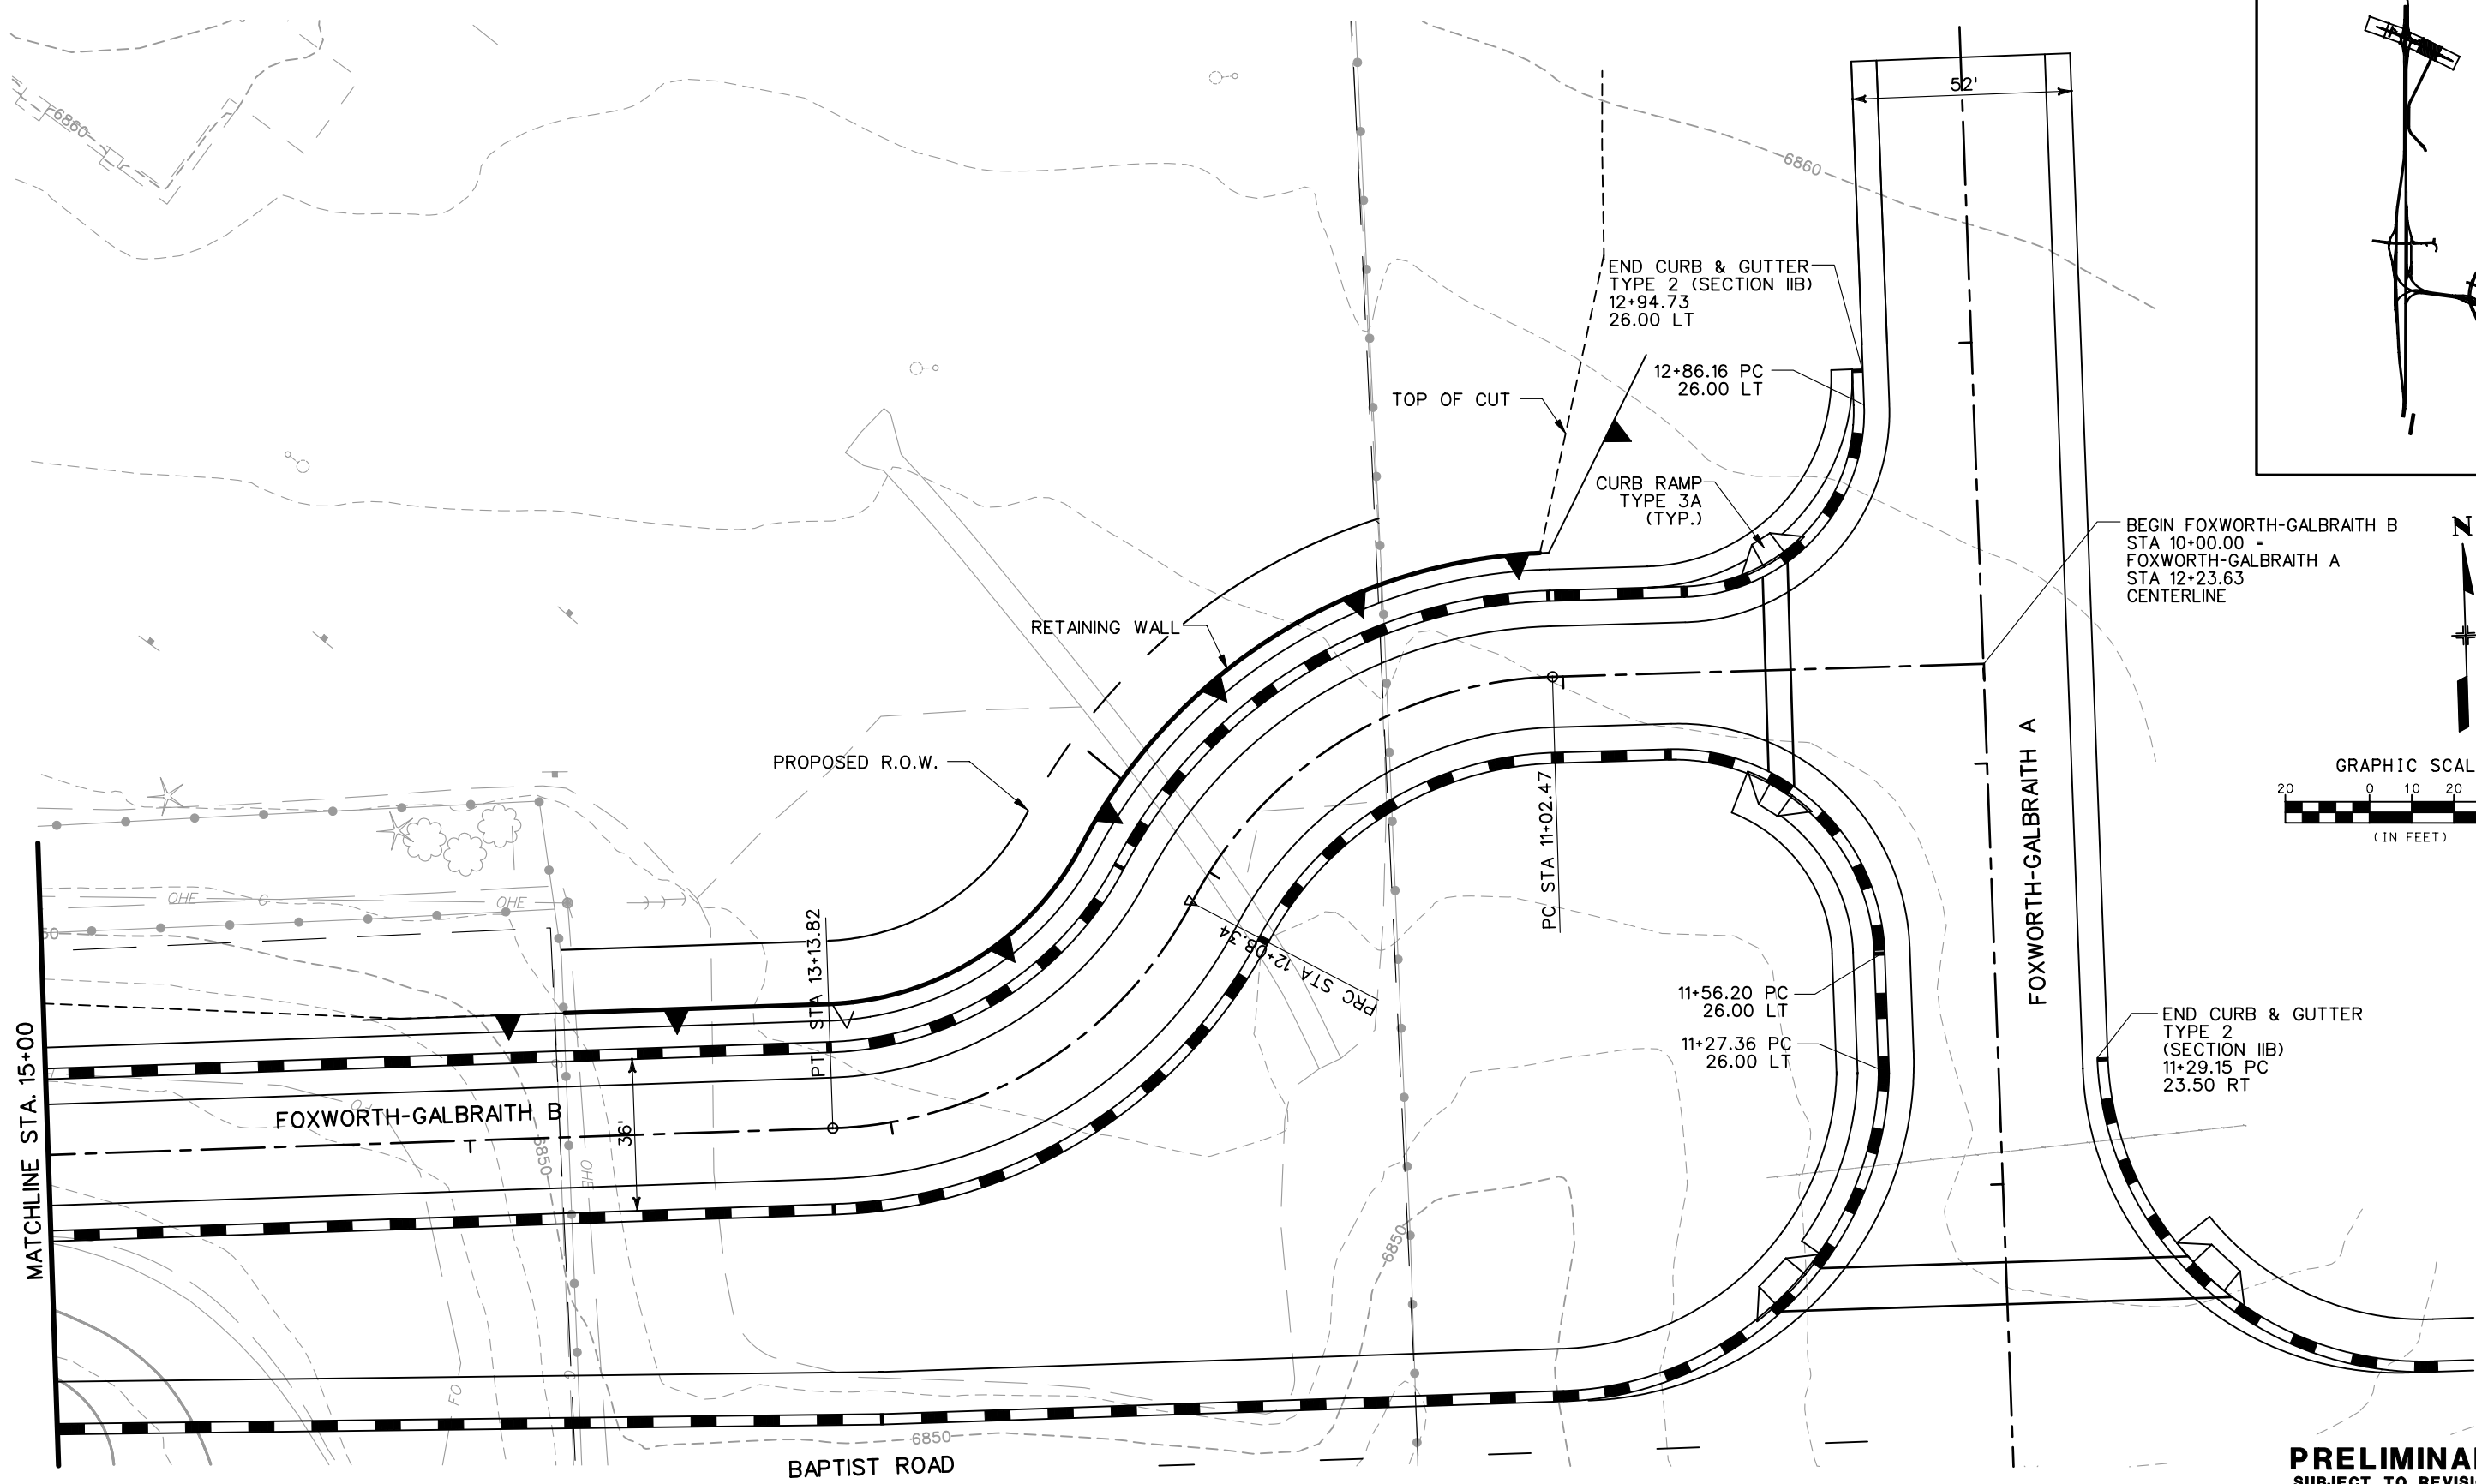 6860
52'
6860
END CURB & GUTTER
TYPE 2 (SECTION IIB)
12+94.73
26.00 LT
12+86.16 PC
26.00 LT
TOP OF CUT
CURB RAMP
TYPE 3A
(TYP.)
BEGIN FOXWORTH-GALBRAITH B
STA 10+00.00 =
FOXWORTH-GALBRAITH A
STA 12+23.63
CENTERLINE
N
RETAINING WALL
PROPOSED R.O.W.
GRAPHIC SCAL
20 0 10 20
(IN FEET)
PC STA 11+02.47
FOXWORTH-GALBRAITH A
OHE
G
OHE
PT STA 13+13.82
PRC STA 12+08.34
11+56.20 PC
26.00 LT
11+27.36 PC
26.00 LT
END CURB & GUTTER
TYPE 2
(SECTION IIB)
11+29.15 PC
23.50 RT
MATCHLINE STA. 15+00
FOXWORTH-GALBRAITH B
36'
6850
OHE
6850
G
FO
6850
BAPTIST ROAD
PRELIMINA
SUBJECT TO REVISI